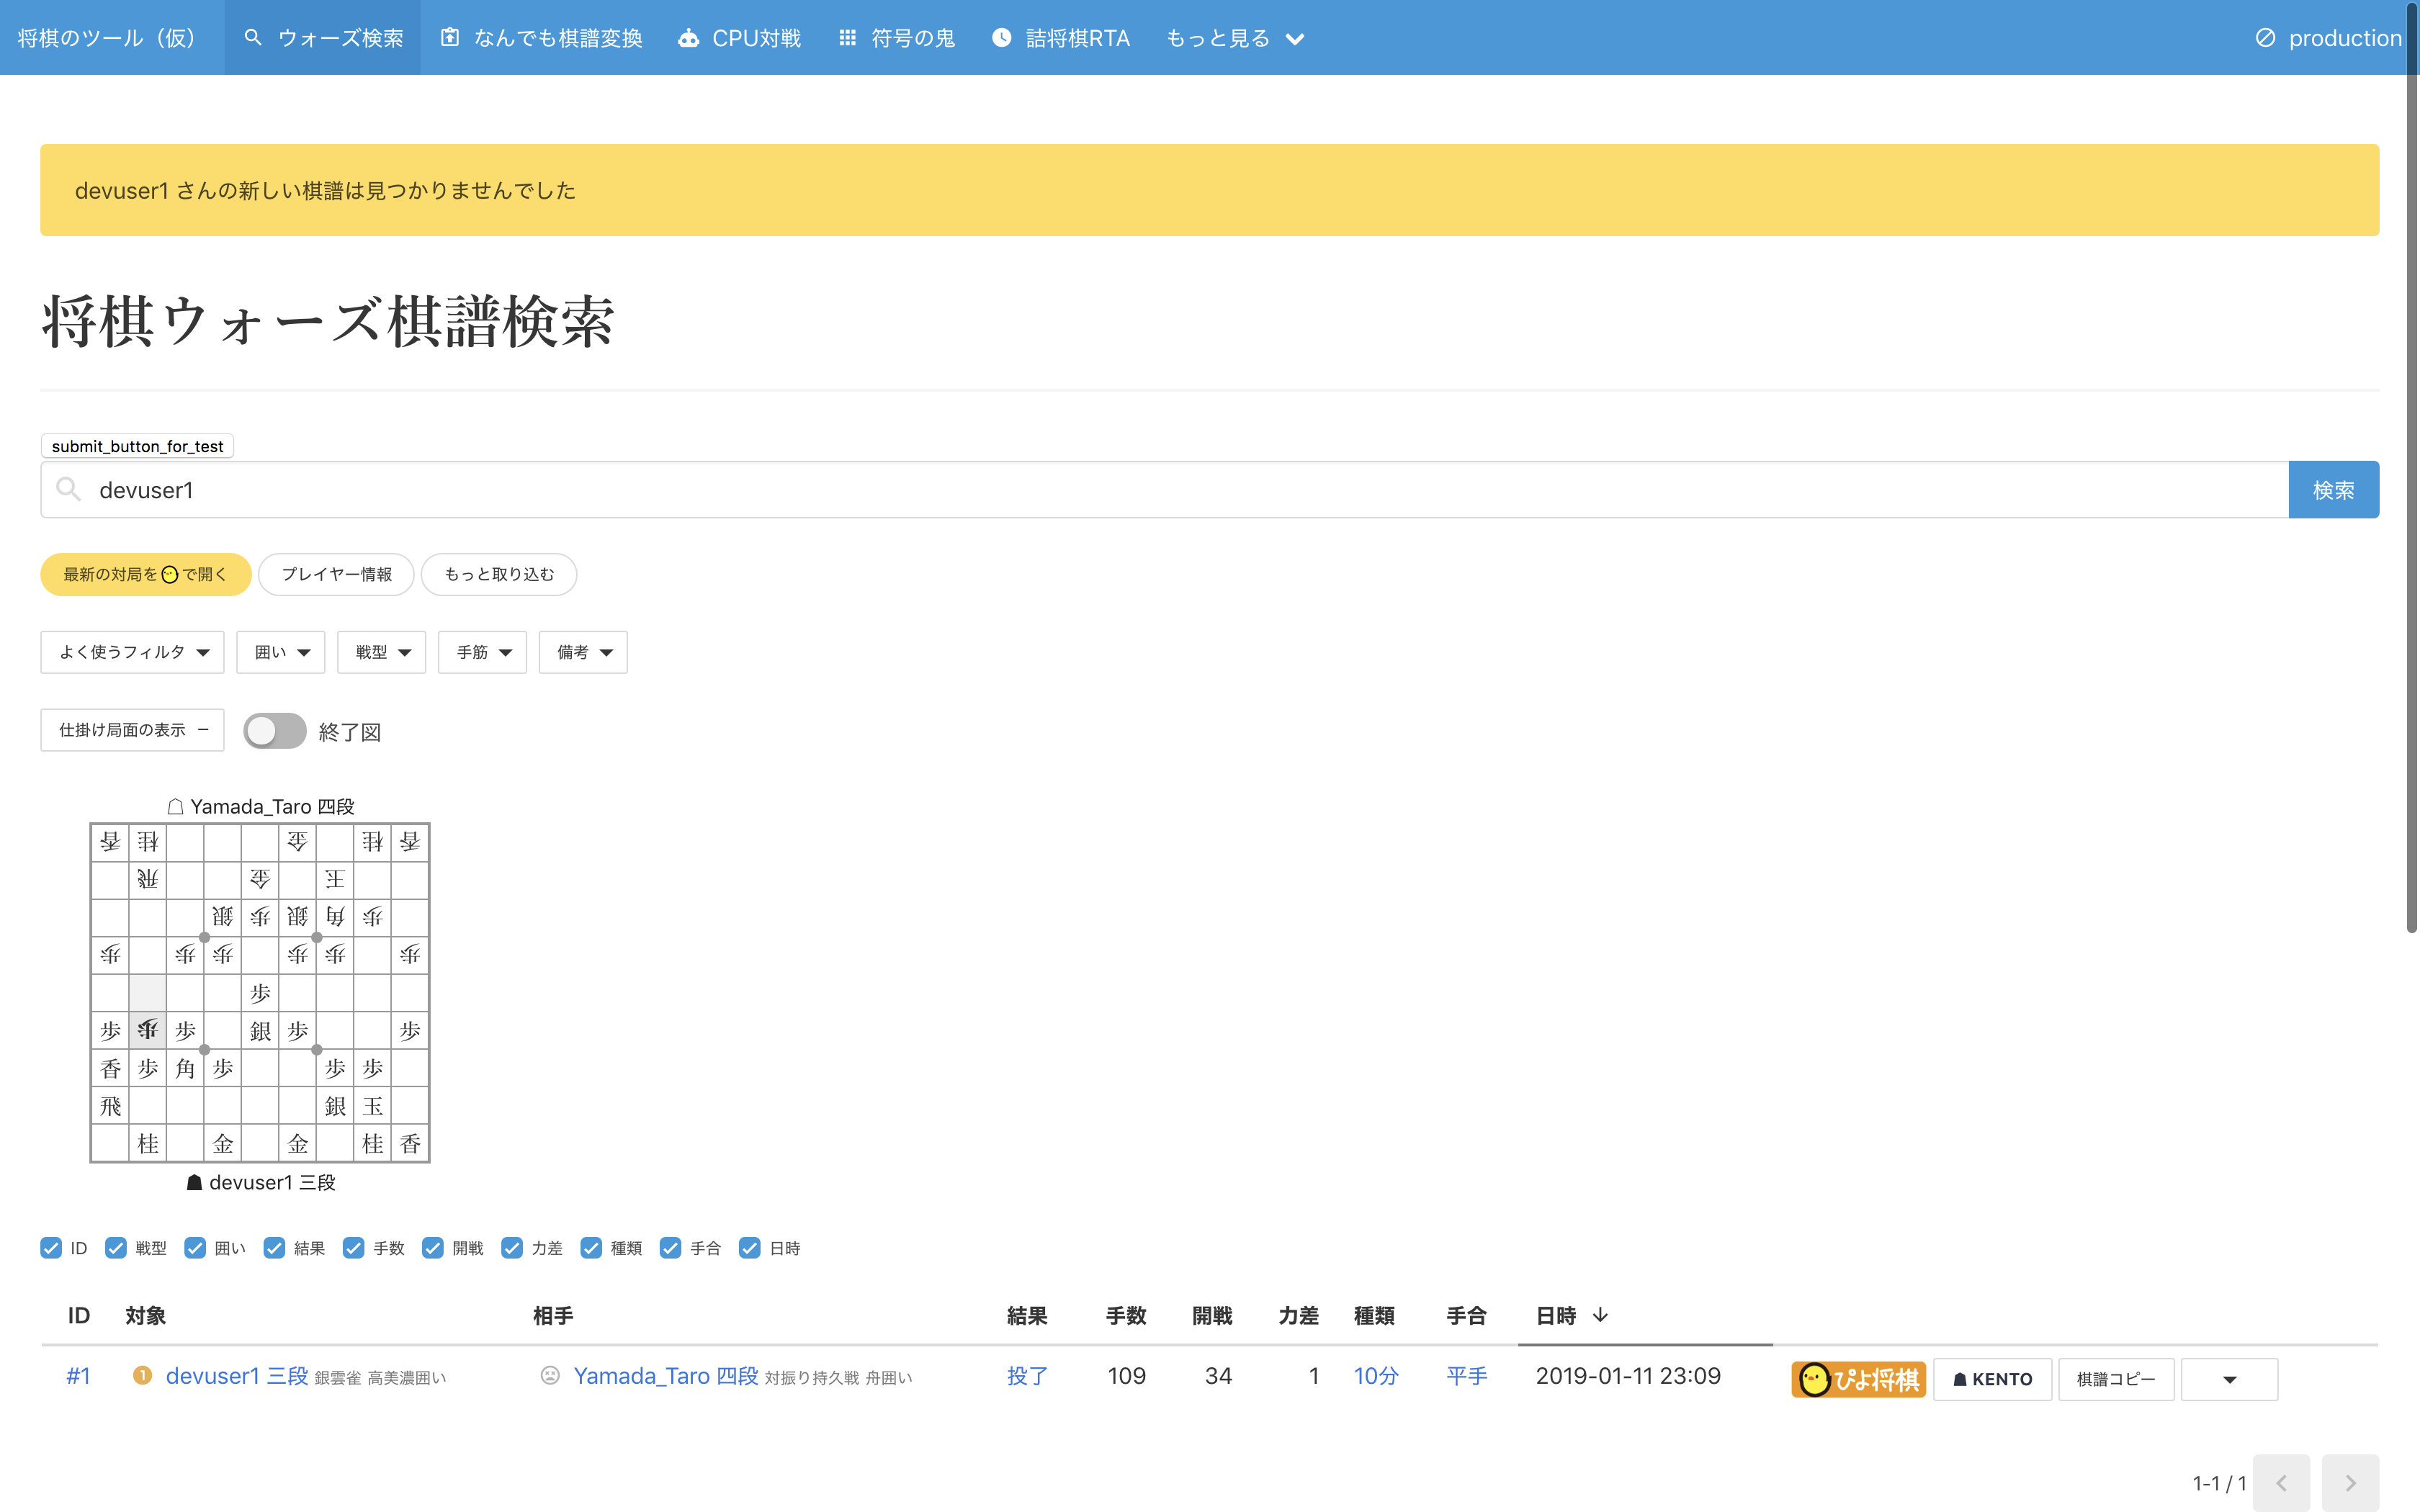 将棋のツール（仮） ウォーズ検索 なんでも棋譜変換 CPU対戦 符号の鬼 詰将棋RTA もっと見る production
devuser1 さんの新しい棋譜は見つかりませんでした
将棋ウォーズ棋譜検索
submit_button_for_test
devuser1 検索
最新の対局を で開く プレイヤー情報 もっと取り込む
よく使うフィルタ 囲い 戦型 手筋 備考
仕掛け局面の表示 終了図
☖ Yamada_Taro 四段
香 桂 金 桂 香
飛 金 王
銀 歩 銀 角 歩
歩 歩 歩 歩 歩 歩
歩
歩 歩 歩 銀 歩 歩
香 歩 角 歩 歩 歩
飛 銀 玉
桂 金 金 桂 香
☗ devuser1 三段
ID 戦型 囲い 結果 手数 開戦 力差 種類 手合 日時
ID 対象 相手 結果 手数 開戦 力差 種類 手合 日時
#1 1 devuser1 三段 銀雲雀 高美濃囲い Yamada_Taro 四段 対振り持久戦 舟囲い 投了 109 34 1 10分 平手 2019-01-11 23:09 ぴよ将棋 ☗ KENTO 棋譜コピー
1-1 / 1